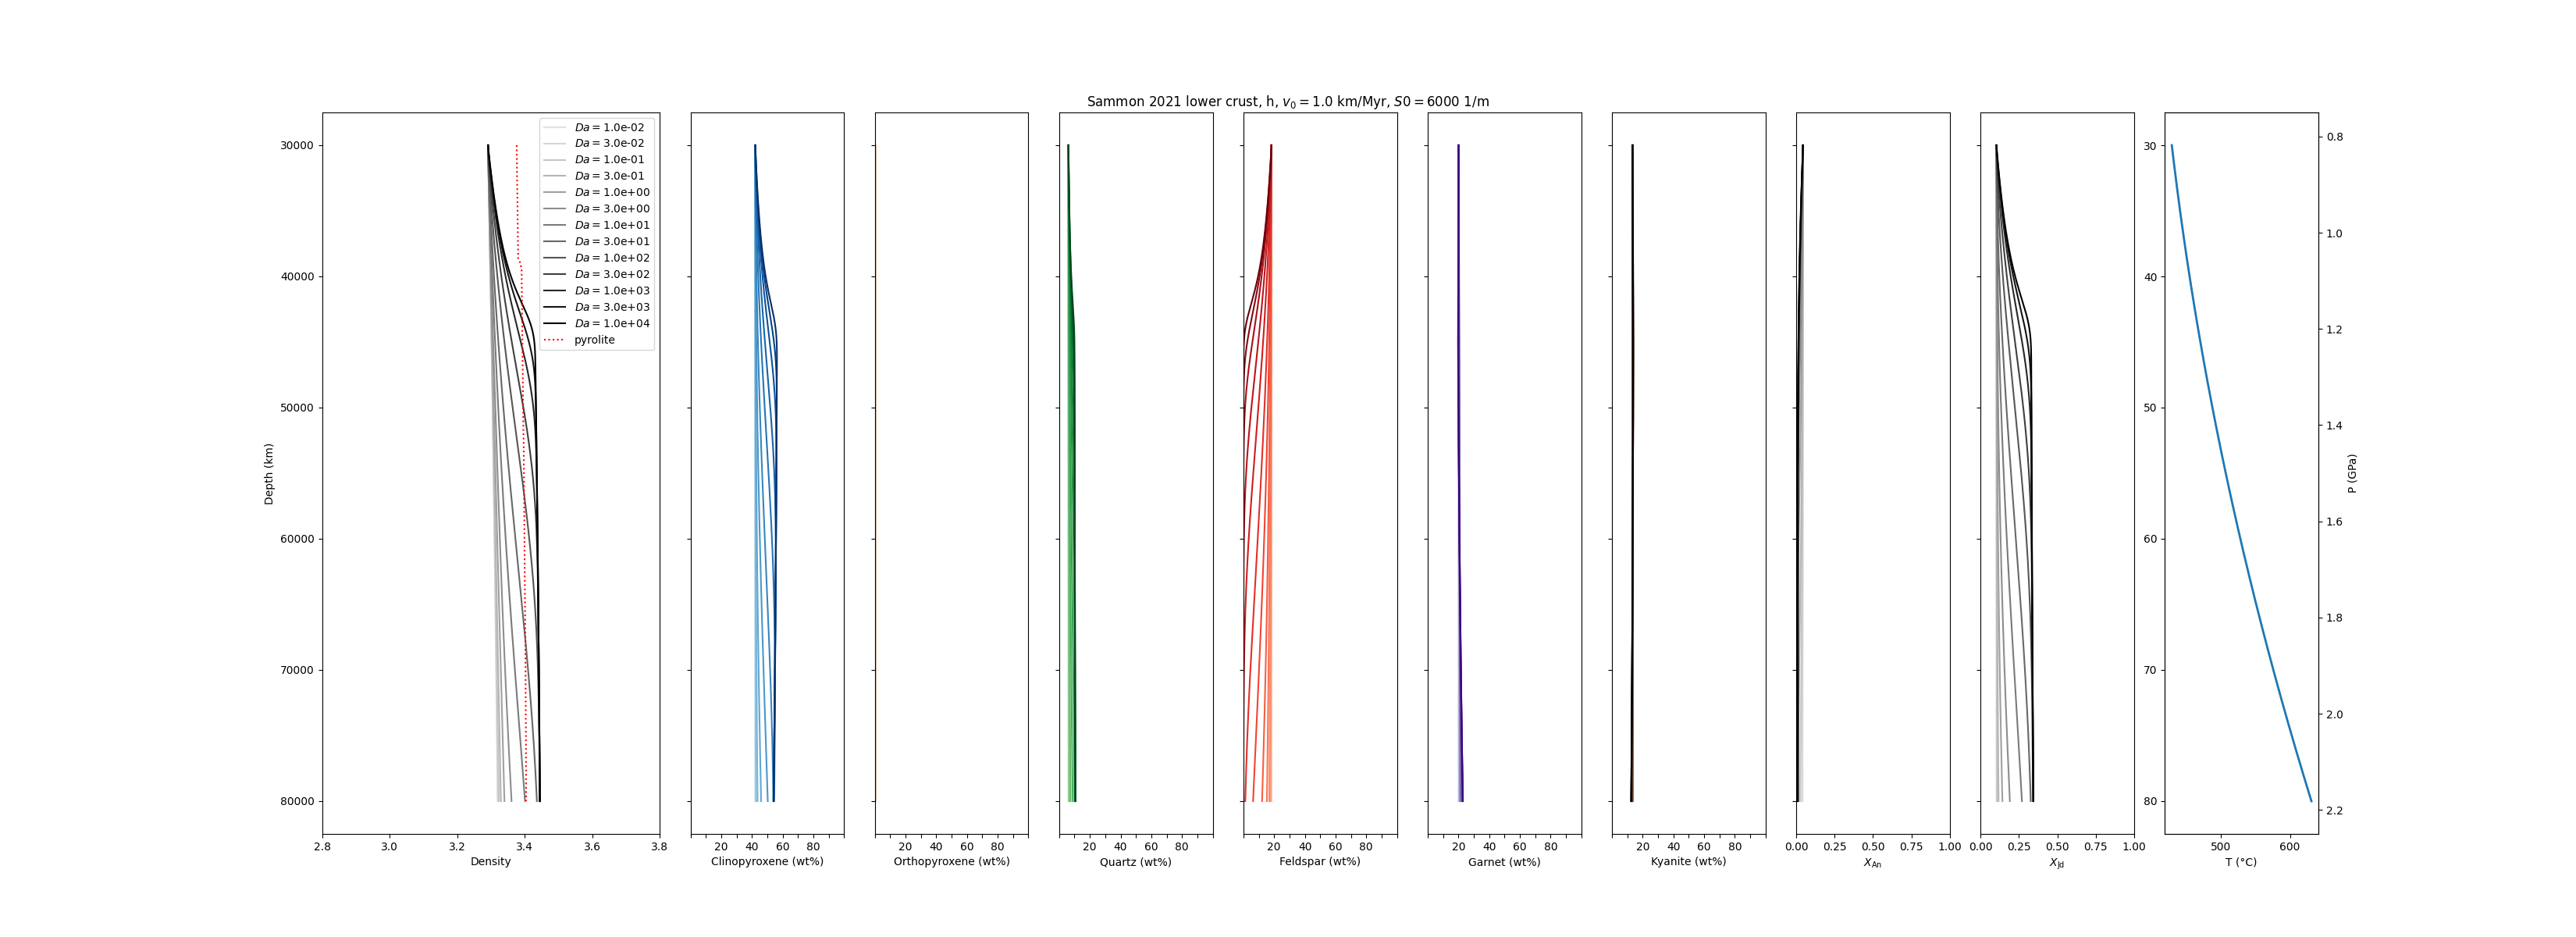 Sammon 2021 lower crust, h, v₀ = 1.0 km/Myr, S0 = 6000 1/m
Da = 1.0e-02
Da = 3.0e-02
Da = 1.0e-01
Da = 3.0e-01
Da = 1.0e+00
Da = 3.0e+00
Da = 1.0e+01
Da = 3.0e+01
Da = 1.0e+02
Da = 3.0e+02
Da = 1.0e+03
Da = 3.0e+03
Da = 1.0e+04
pyrolite
30000
40000
50000
60000
70000
80000
Depth (km)
2.8 3.0 3.2 3.4 3.6 3.8
Density
20 40 60 80
Clinopyroxene (wt%)
20 40 60 80
Orthopyroxene (wt%)
20 40 60 80
Quartz (wt%)
20 40 60 80
Feldspar (wt%)
20 40 60 80
Garnet (wt%)
20 40 60 80
Kyanite (wt%)
0.00 0.25 0.50 0.75 1.00
X_An
0.00 0.25 0.50 0.75 1.00
X_Jd
30
40
50
60
70
80
500 600
T (°C)
0.8
1.0
1.2
1.4
1.6
1.8
2.0
2.2
P (GPa)